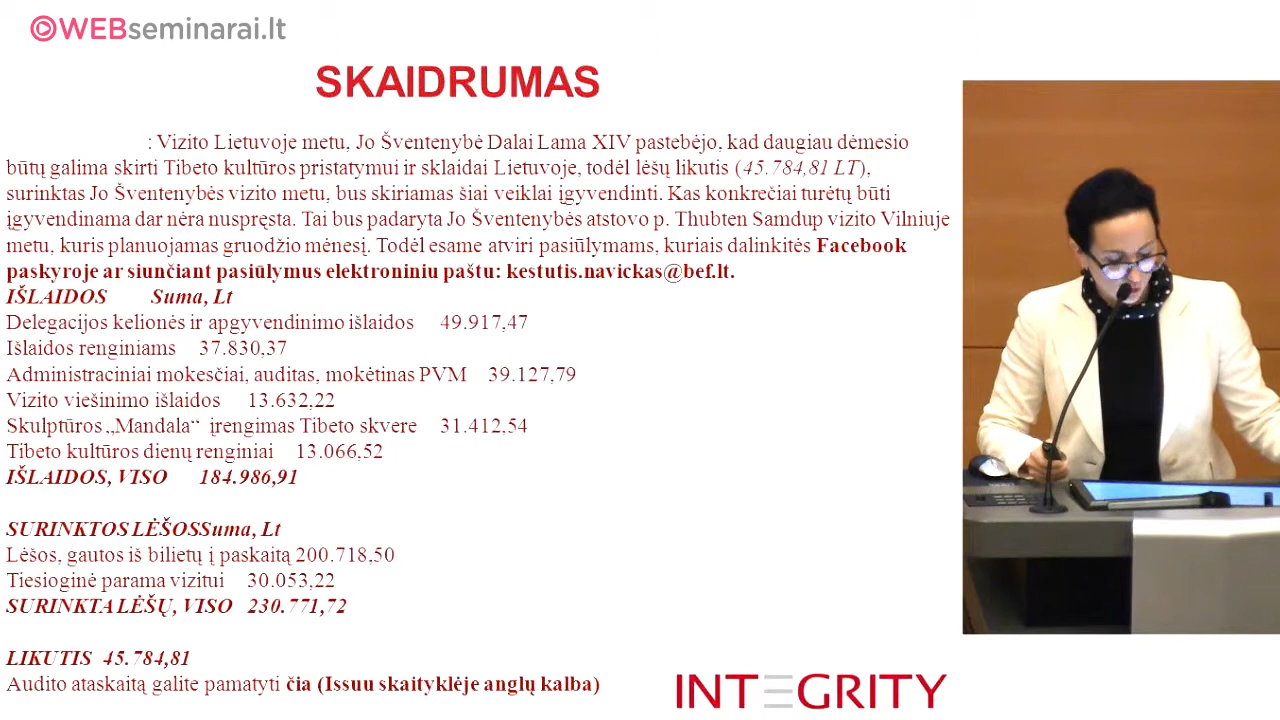 WEBseminarai.lt
SKAIDRUMAS
: Vizito Lietuvoje metu, Jo Šventenybė Dalai Lama XIV pastebėjo, kad daugiau dėmesio
būtų galima skirti Tibeto kultūros pristatymui ir sklaidai Lietuvoje, todėl lėšų likutis (45.784,81 LT),
surinktas Jo Šventenybės vizito metu, bus skiriamas šiai veiklai įgyvendinti. Kas konkrečiai turėtų būti
įgyvendinama dar nėra nuspręsta. Tai bus padaryta Jo Šventenybės atstovo p. Thubten Samdup vizito Vilniuje
metu, kuris planuojamas gruodžio mėnesį. Todėl esame atviri pasiūlymams, kuriais dalinkitės Facebook
paskyroje ar siunčiant pasiūlymus elektroniniu paštu: kestutis.navickas@bef.lt.
IŠLAIDOS Suma, Lt
Delegacijos kelionės ir apgyvendinimo išlaidos 49.917,47
Išlaidos renginiams 37.830,37
Administraciniai mokesčiai, auditas, mokėtinas PVM 39.127,79
Vizito viešinimo išlaidos 13.632,22
Skulptūros „Mandala“ įrengimas Tibeto skvere 31.412,54
Tibeto kultūros dienų renginiai 13.066,52
IŠLAIDOS, VISO 184.986,91
SURINKTOS LĖŠOSSuma, Lt
Lėšos, gautos iš bilietų į paskaitą 200.718,50
Tiesioginė parama vizitui 30.053,22
SURINKTA LĖŠŲ, VISO 230.771,72
LIKUTIS 45.784,81
Audito ataskaitą galite pamatyti čia (Issuu skaityklėje anglų kalba)
INTEGRITY